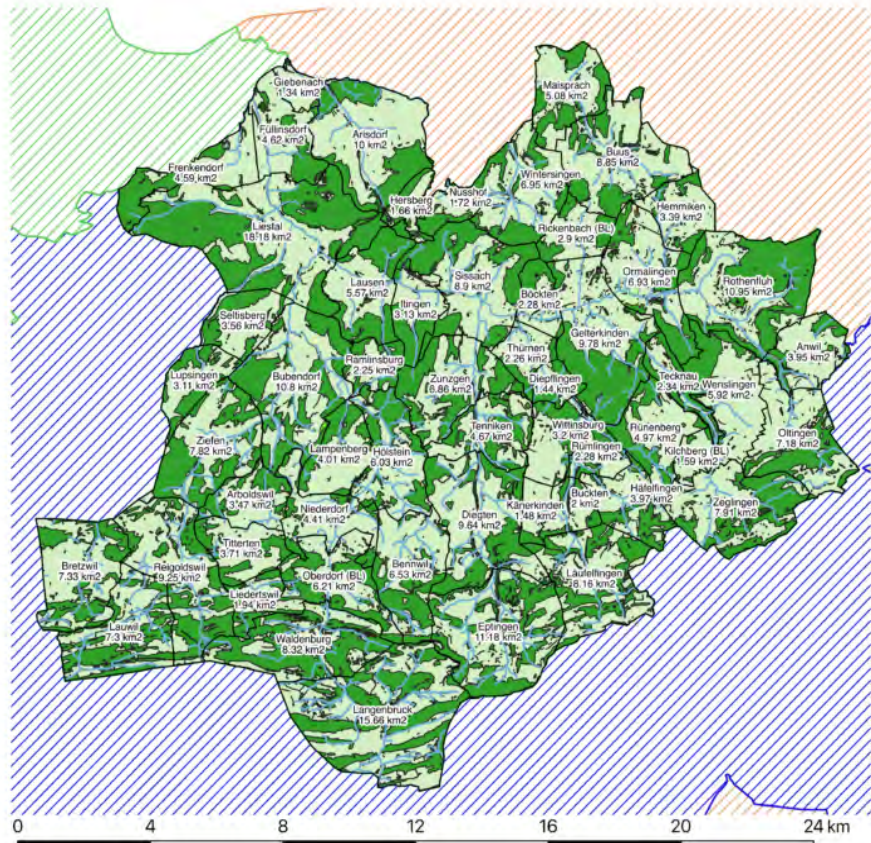 Giebenach
1.34 km2
Maisprach
5.08 km2
Füllinsdorf
4.62 km2
Arisdorf
10 km2
Frenkendorf
4.59 km2
Buus
8.85 km2
Wintersingen
6.95 km2
Nusshof
1.72 km2
Hersberg
1.66 km2
Hemmiken
3.39 km2
Rickenbach (BL)
2.9 km2
Liestal
18.18 km2
Ormalingen
6.93 km2
Rothenfluh
10.95 km2
Sissach
8.9 km2
Lausen
5.57 km2
Böckten
2.28 km2
Itingen
3.13 km2
Seltisberg
3.56 km2
Gelterkinden
9.78 km2
Thürnen
2.26 km2
Anwil
3.95 km2
Ramlinsburg
2.25 km2
Lupsingen
3.11 km2
Bubendorf
10.8 km2
Zunzgen
6.86 km2
Diepflingen
1.44 km2
Tecknau
2.34 km2
Wenslingen
5.92 km2
Tenniken
4.67 km2
Wittinsburg
3.2 km2
Rünenberg
4.97 km2
Oltingen
7.18 km2
Ziefen
7.82 km2
Lampenberg
4.01 km2
Hölstein
6.03 km2
Rümlingen
2.28 km2
Kilchberg (BL)
1.59 km2
Arboldswil
3.47 km2
Niederdorf
4.41 km2
Diegten
9.64 km2
Känerkinden
1.48 km2
Buckten
2 km2
Häfelfingen
3.97 km2
Zeglingen
7.91 km2
Titterten
3.71 km2
Bretzwil
7.33 km2
Reigoldswil
9.25 km2
Oberdorf (BL)
6.21 km2
Bennwil
6.53 km2
Läufelfingen
8.16 km2
Liedertswil
1.94 km2
Lauwil
7.3 km2
Waldenburg
8.32 km2
Eptingen
11.18 km2
Langenbruck
15.66 km2
0 4 8 12 16 20 24 km